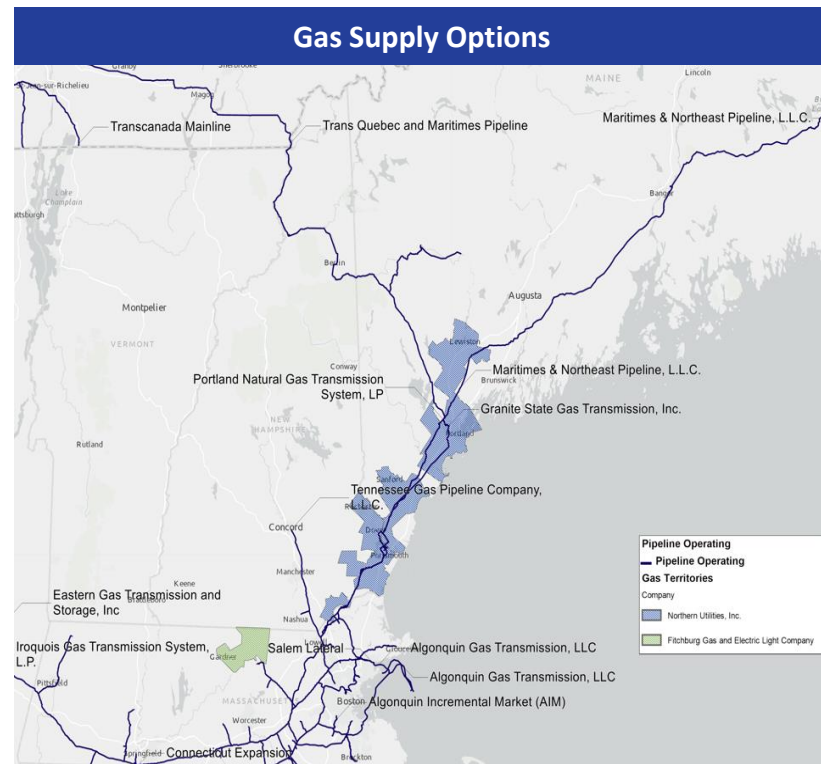 Gas Supply Options
Granby
Sherbrooke
MAINE
Lincoln
Magog
Transcanada Mainline
Trans Quebec and Maritimes Pipeline
Maritimes & Northeast Pipeline, L.L.C.
Lake
Champlain
Bangor
Berlin
Augusta
Montpelier
VERMONT
Lewiston
Conway
Maritimes & Northeast Pipeline, L.L.C.
Brunswick
Portland Natural Gas Transmission
System, LP
Granite State Gas Transmission, Inc.
NEW
HAMPSHIRE
Portland
Rutland
Sanford
Tennessee Gas Pipeline Company,
L.L.C.
Concord
Portsmouth
Manchester
Keene
Eastern Gas Transmission and
Storage, Inc
Nashua
Pipeline Operating
Pipeline Operating
Gas Territories
Company
Northern Utilities, Inc.
Fitchburg Gas and Electric Light Company
Iroquois Gas Transmission System,
L.P.
Lowell
Salem Lateral
Algonquin Gas Transmission, LLC
Gardner
Pittsfield
Algonquin Gas Transmission, LLC
MASSACHUSET
Boston
Algonquin Incremental Market (AIM)
Worcester
Springfield
Connecticut Expansion
Brockton